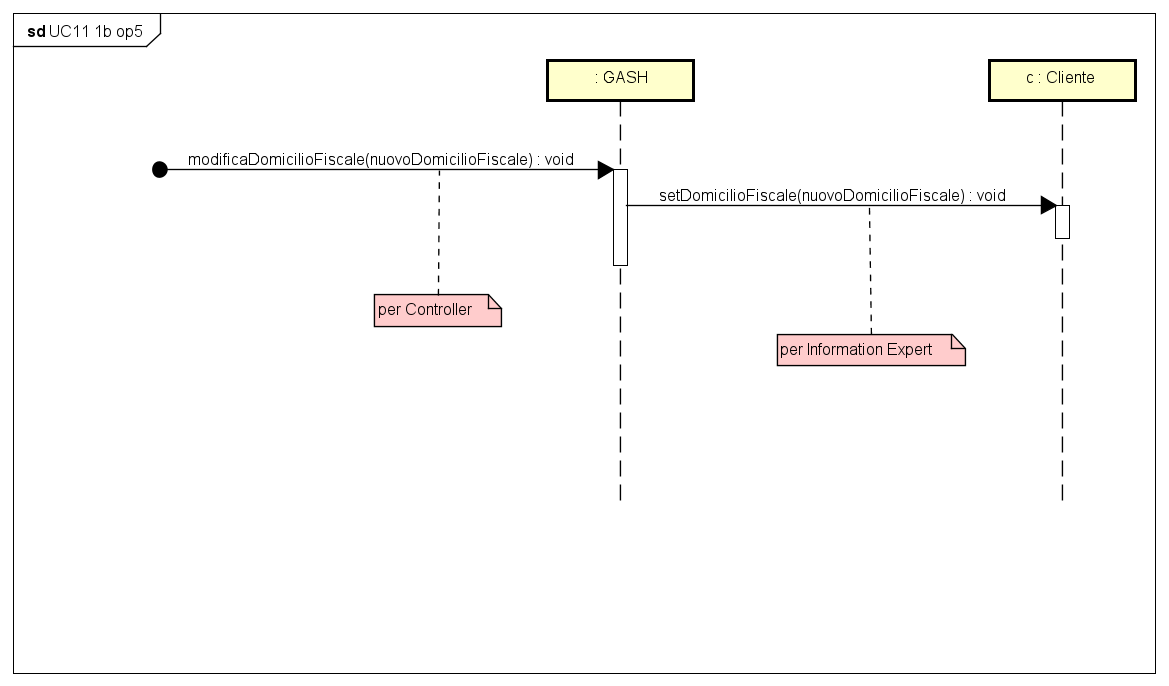 sd UC11 1b op5
: GASH
c : Cliente
modificaDomicilioFiscale(nuovoDomicilioFiscale) : void
setDomicilioFiscale(nuovoDomicilioFiscale) : void
per Controller
per Information Expert